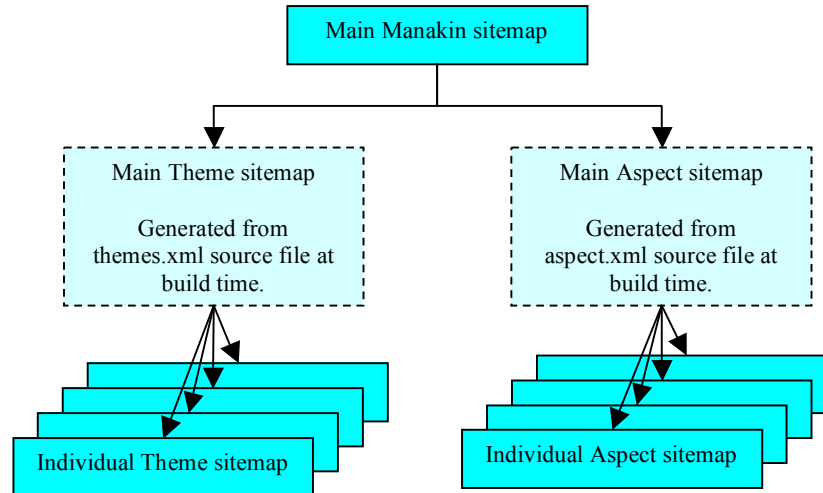 Main Manakin sitemap
Main Theme sitemap
Generated from
themes.xml source file at
build time.
Main Aspect sitemap
Generated from
aspect.xml source file at
build time.
Individual Theme sitemap
Individual Aspect sitemap